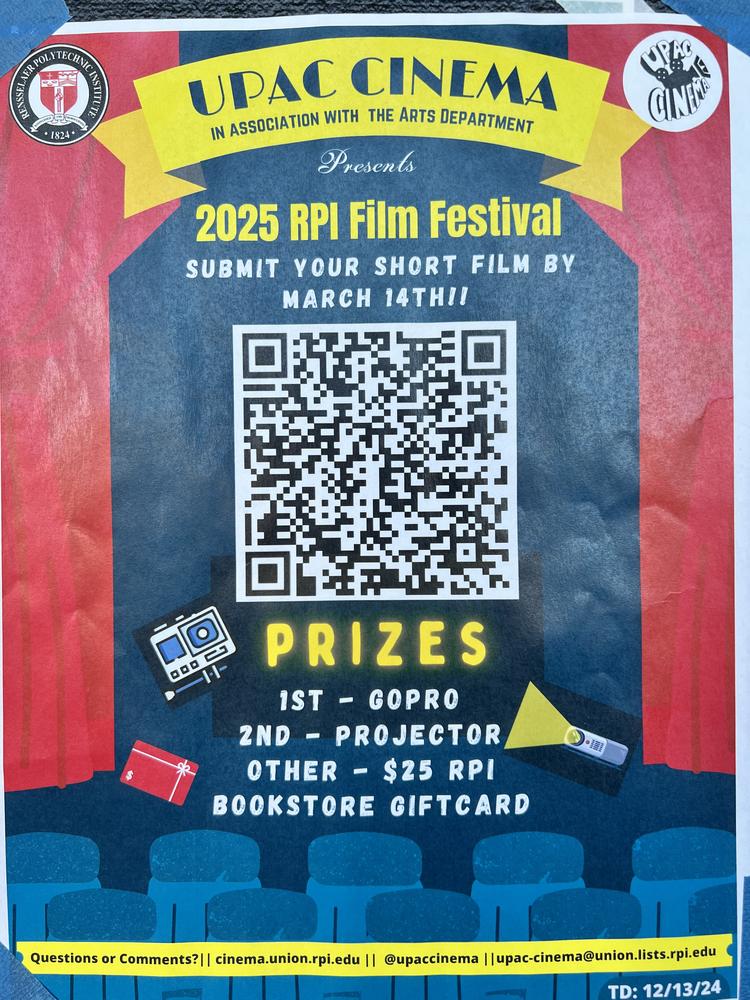 RENSSELAER POLYTECHNIC INSTITUTE
• 1824 •
UPAC
CINEMA
UPAC CINEMA
IN ASSOCIATION WITH THE ARTS DEPARTMENT
Presents
2025 RPI Film Festival
SUBMIT YOUR SHORT FILM BY
MARCH 14TH!!
PRIZES
1ST - GOPRO
2ND - PROJECTOR
OTHER - $25 RPI
BOOKSTORE GIFTCARD
$
Questions or Comments?|| cinema.union.rpi.edu || @upaccinema ||upac-cinema@union.lists.rpi.edu
TD: 12/13/24